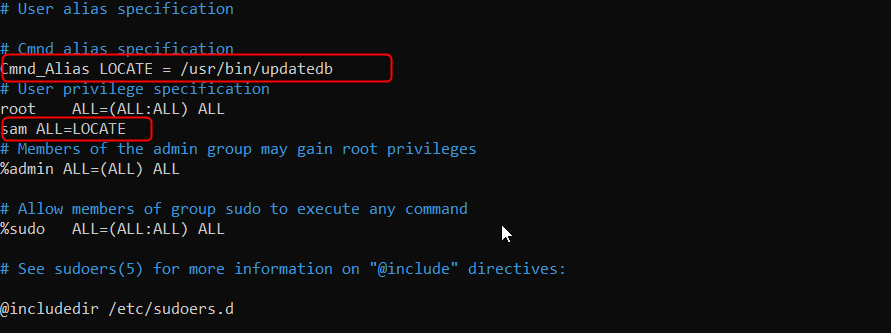 # User alias specification
# Cmnd alias specification
Cmnd_Alias LOCATE = /usr/bin/updatedb
# User privilege specification
root    ALL=(ALL:ALL) ALL
sam ALL=LOCATE
# Members of the admin group may gain root privileges
%admin ALL=(ALL) ALL
# Allow members of group sudo to execute any command
%sudo   ALL=(ALL:ALL) ALL
# See sudoers(5) for more information on "@include" directives:
@includedir /etc/sudoers.d